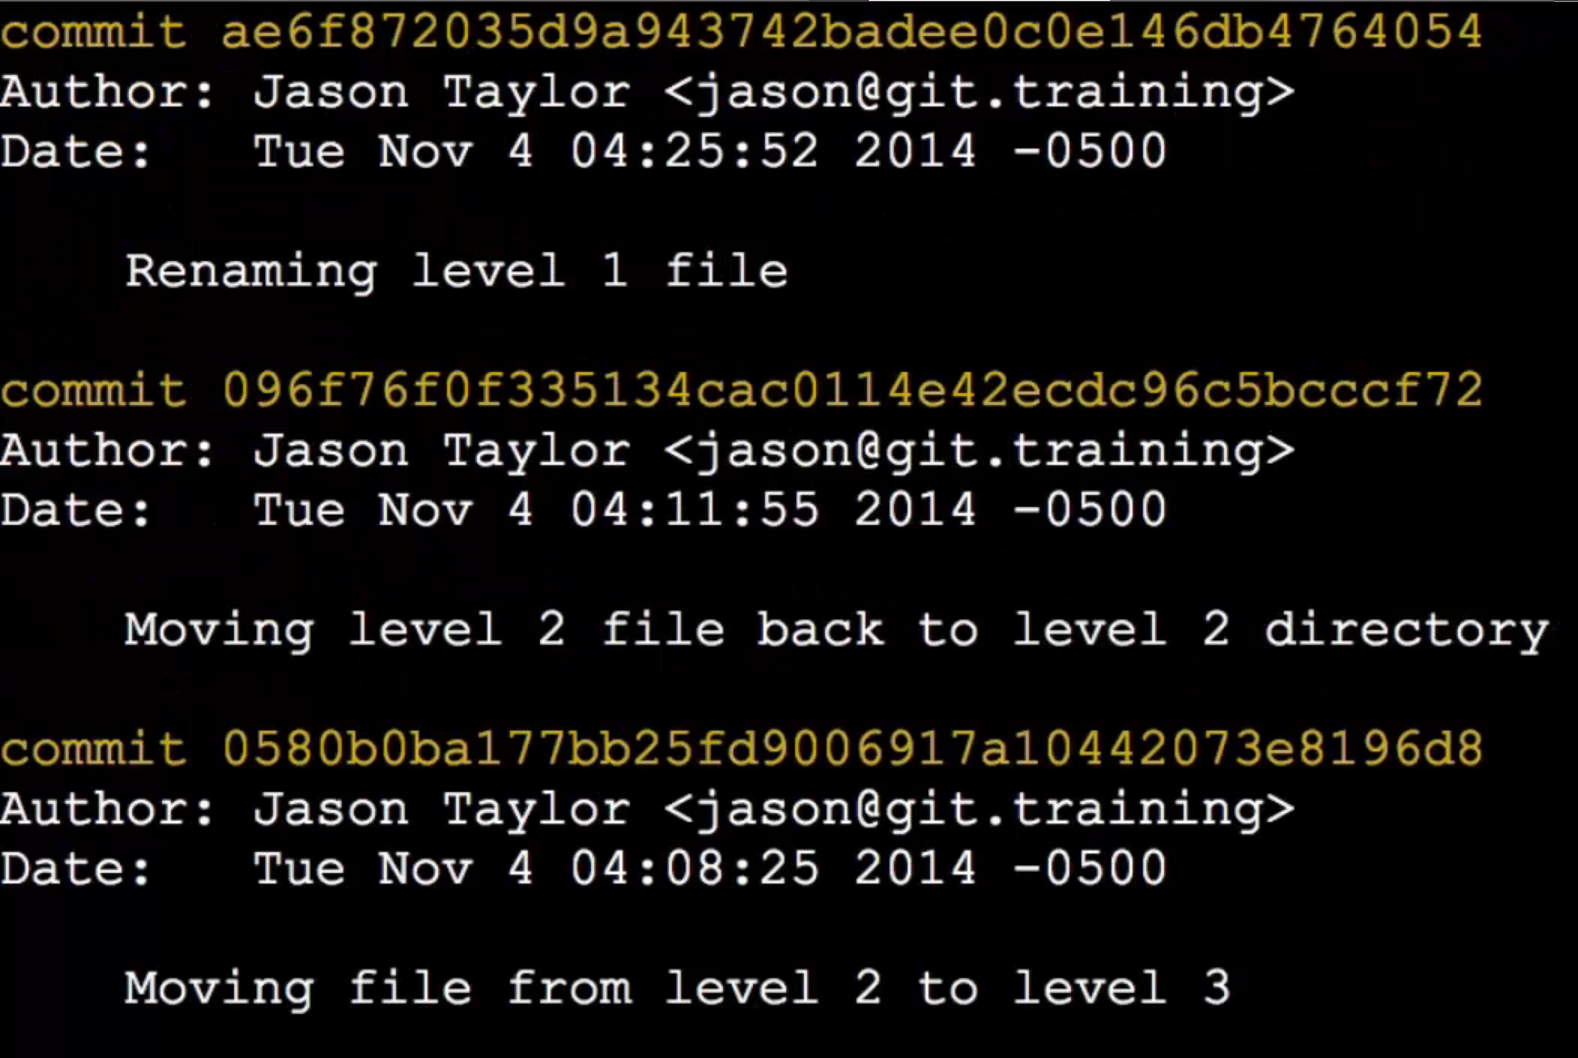 commit ae6f872035d9a943742badee0c0e146db4764054
Author: Jason Taylor <jason@git.training>
Date:   Tue Nov 4 04:25:52 2014 -0500
    Renaming level 1 file
commit 096f76f0f335134cac0114e42ecdc96c5bcccf72
Author: Jason Taylor <jason@git.training>
Date:   Tue Nov 4 04:11:55 2014 -0500
    Moving level 2 file back to level 2 directory
commit 0580b0ba177bb25fd9006917a10442073e8196d8
Author: Jason Taylor <jason@git.training>
Date:   Tue Nov 4 04:08:25 2014 -0500
    Moving file from level 2 to level 3